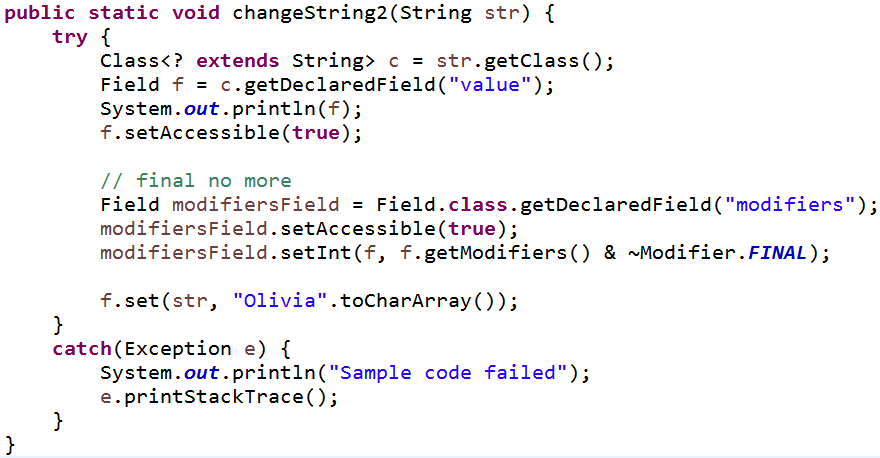 public static void changeString2(String str) {
    try {
        Class<? extends String> c = str.getClass();
        Field f = c.getDeclaredField("value");
        System.out.println(f);
        f.setAccessible(true);

        // final no more
        Field modifiersField = Field.class.getDeclaredField("modifiers");
        modifiersField.setAccessible(true);
        modifiersField.setInt(f, f.getModifiers() & ~Modifier.FINAL);

        f.set(str, "Olivia".toCharArray());
    }
    catch(Exception e) {
        System.out.println("Sample code failed");
        e.printStackTrace();
    }
}